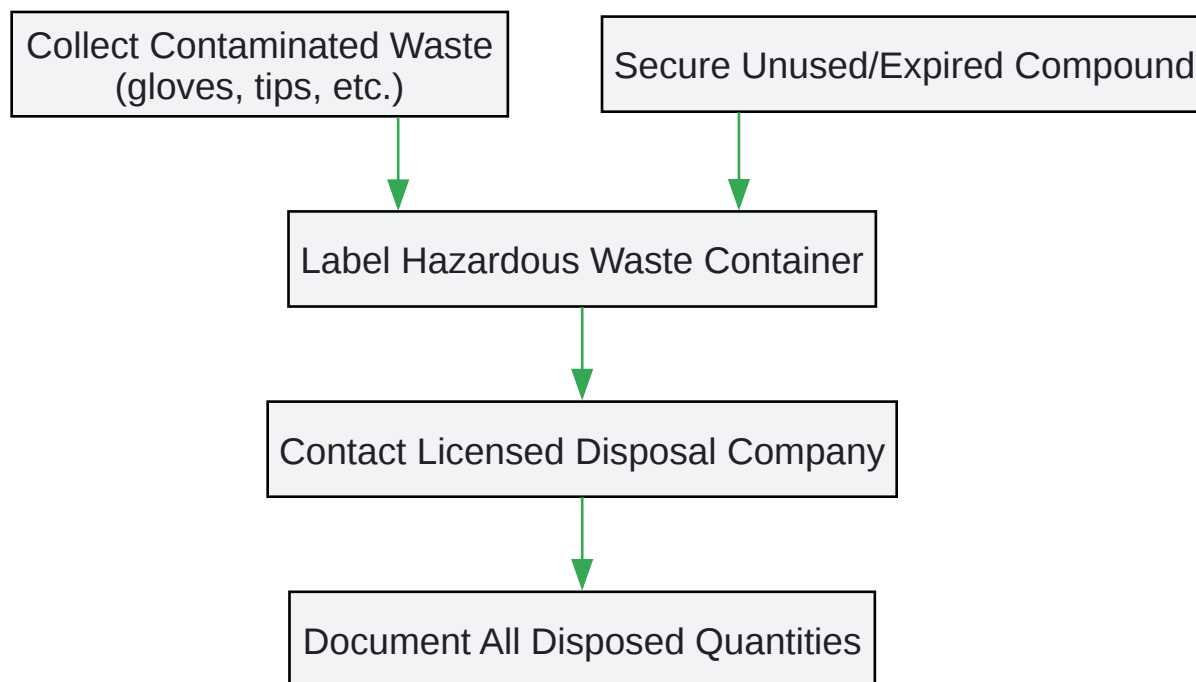 Collect Contaminated Waste
(gloves, tips, etc.)
Secure Unused/Expired Compound
Label Hazardous Waste Container
Contact Licensed Disposal Company
Document All Disposed Quantities